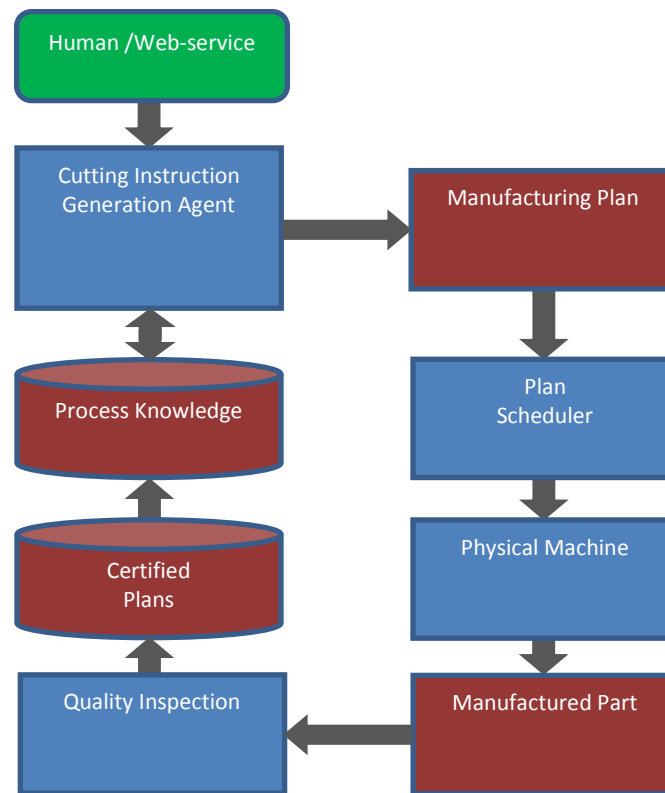 Human /Web-service
Cutting Instruction
Generation Agent
Manufacturing Plan
Process Knowledge
Plan
Scheduler
Certified
Plans
Physical Machine
Quality Inspection
Manufactured Part